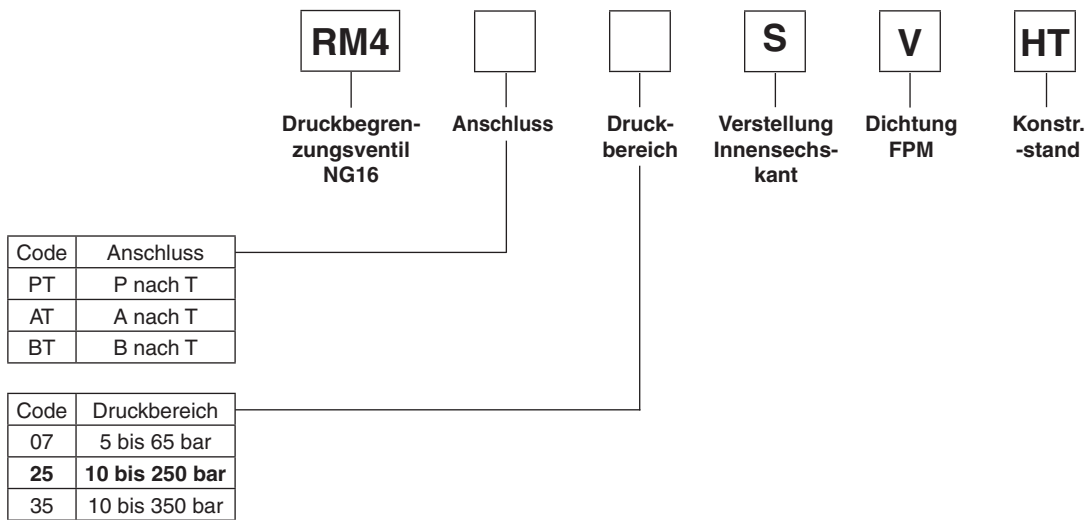 RM4 S V HT
Druckbegren-
zungsventil
NG16
Anschluss
Druck-
bereich
Verstellung
Innensechs-
kant
Dichtung
FPM
Konstr.
-stand
Code Anschluss
PT P nach T
AT A nach T
BT B nach T
Code Druckbereich
07 5 bis 65 bar
25 10 bis 250 bar
35 10 bis 350 bar